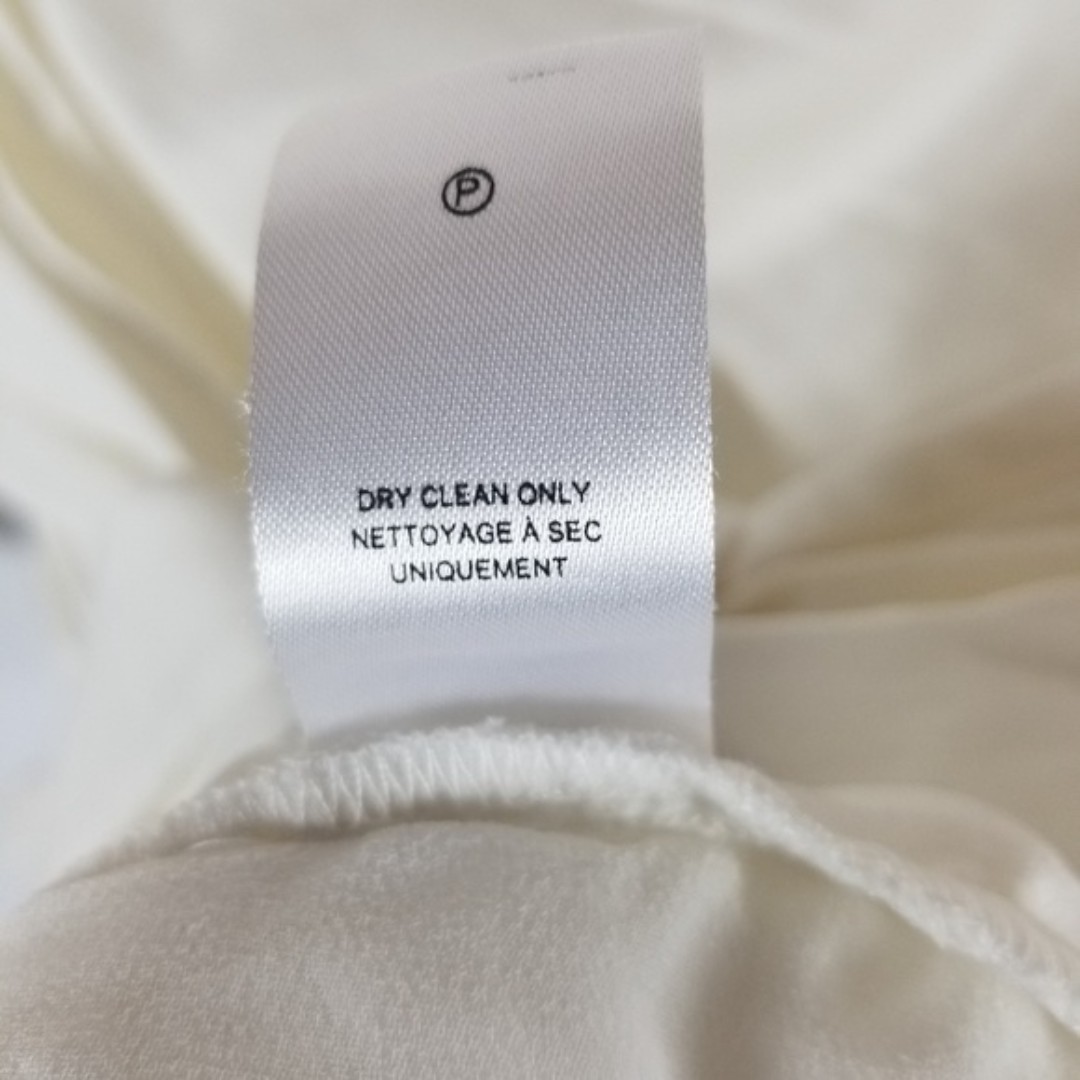 P
DRY CLEAN ONLY
NETTOYAGE À SEC
UNIQUEMENT